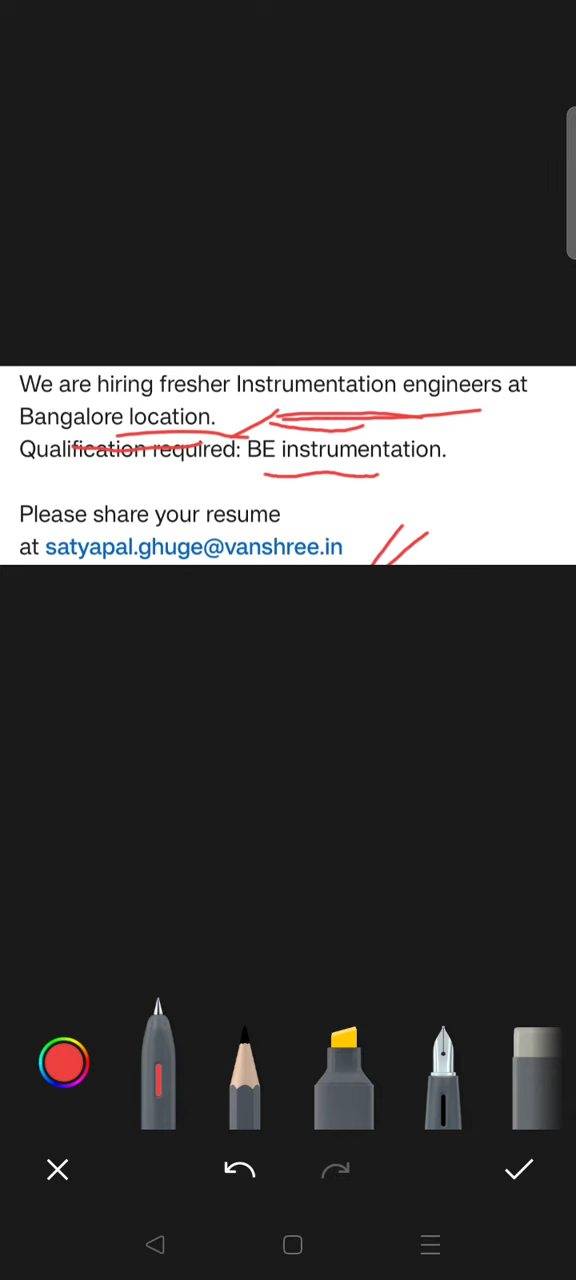 We are hiring fresher Instrumentation engineers at
Bangalore location.
Qualification required: BE instrumentation.
Please share your resume
at satyapal.ghuge@vanshree.in